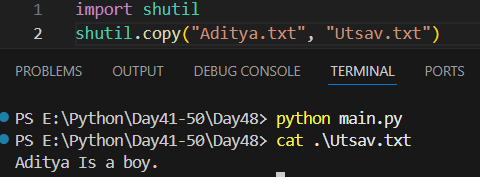 1 import shutil
2 shutil.copy("Aditya.txt", "Utsav.txt")
PROBLEMS OUTPUT DEBUG CONSOLE TERMINAL PORTS
PS E:\Python\Day41-50\Day48> python main.py
PS E:\Python\Day41-50\Day48> cat .\Utsav.txt
Aditya Is a boy.